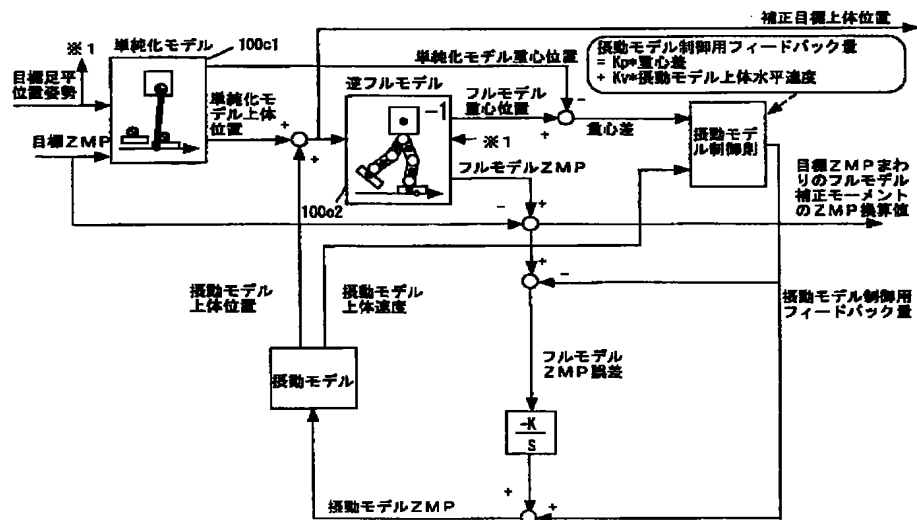 補正目標上体位置
※1
単純化モデル
100c1
単純化モデル重心位置
摂動モデル制御用フィードバック量
= Kp*重心差
+ Kv*摂動モデル上体水平速度
目標足平
位置姿勢
単純化モ
デル上体
位置
逆フルモデル
-1
フルモデル
重心位置
-
+
重心差
摂動モデ
ル制御則
目標ZMP
+
+
※1
フルモデルZMP
100c2
-
+
目標ZMPまわ
りのフルモデル
補正モーメント
のZMP換算値
+
-
摂動モデル
上体位置
摂動モデル
上体速度
摂動モデル制御用
フィードバック量
フルモデル
ZMP誤差
摂動モデル
-K
S
+
+
摂動モデルZMP